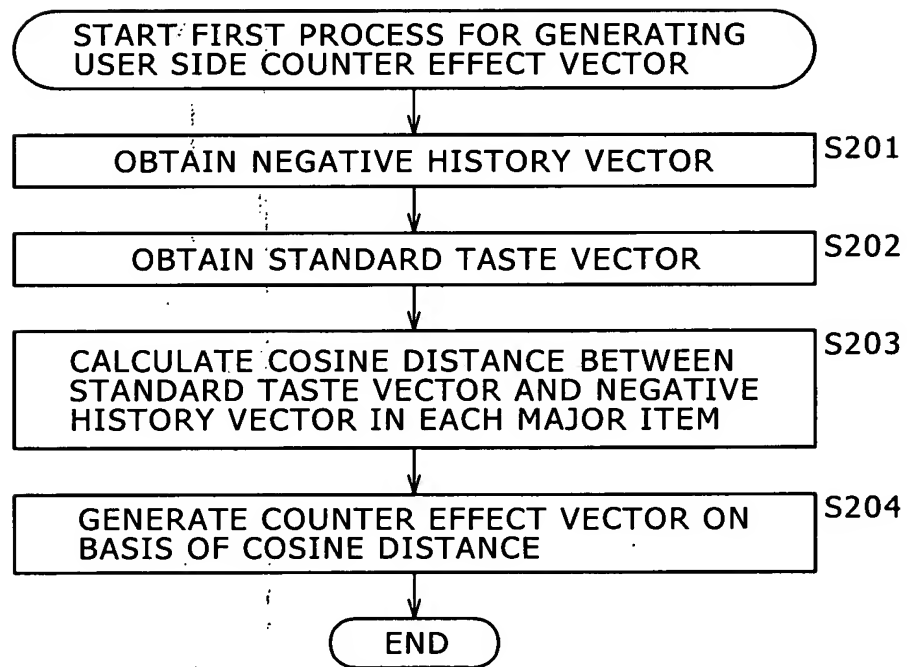 START FIRST PROCESS FOR GENERATING
USER SIDE COUNTER EFFECT VECTOR
OBTAIN NEGATIVE HISTORY VECTOR
S201
OBTAIN STANDARD TASTE VECTOR
S202
CALCULATE COSINE DISTANCE BETWEEN
STANDARD TASTE VECTOR AND NEGATIVE
HISTORY VECTOR IN EACH MAJOR ITEM
S203
GENERATE COUNTER EFFECT VECTOR ON
BASIS OF COSINE DISTANCE
S204
END